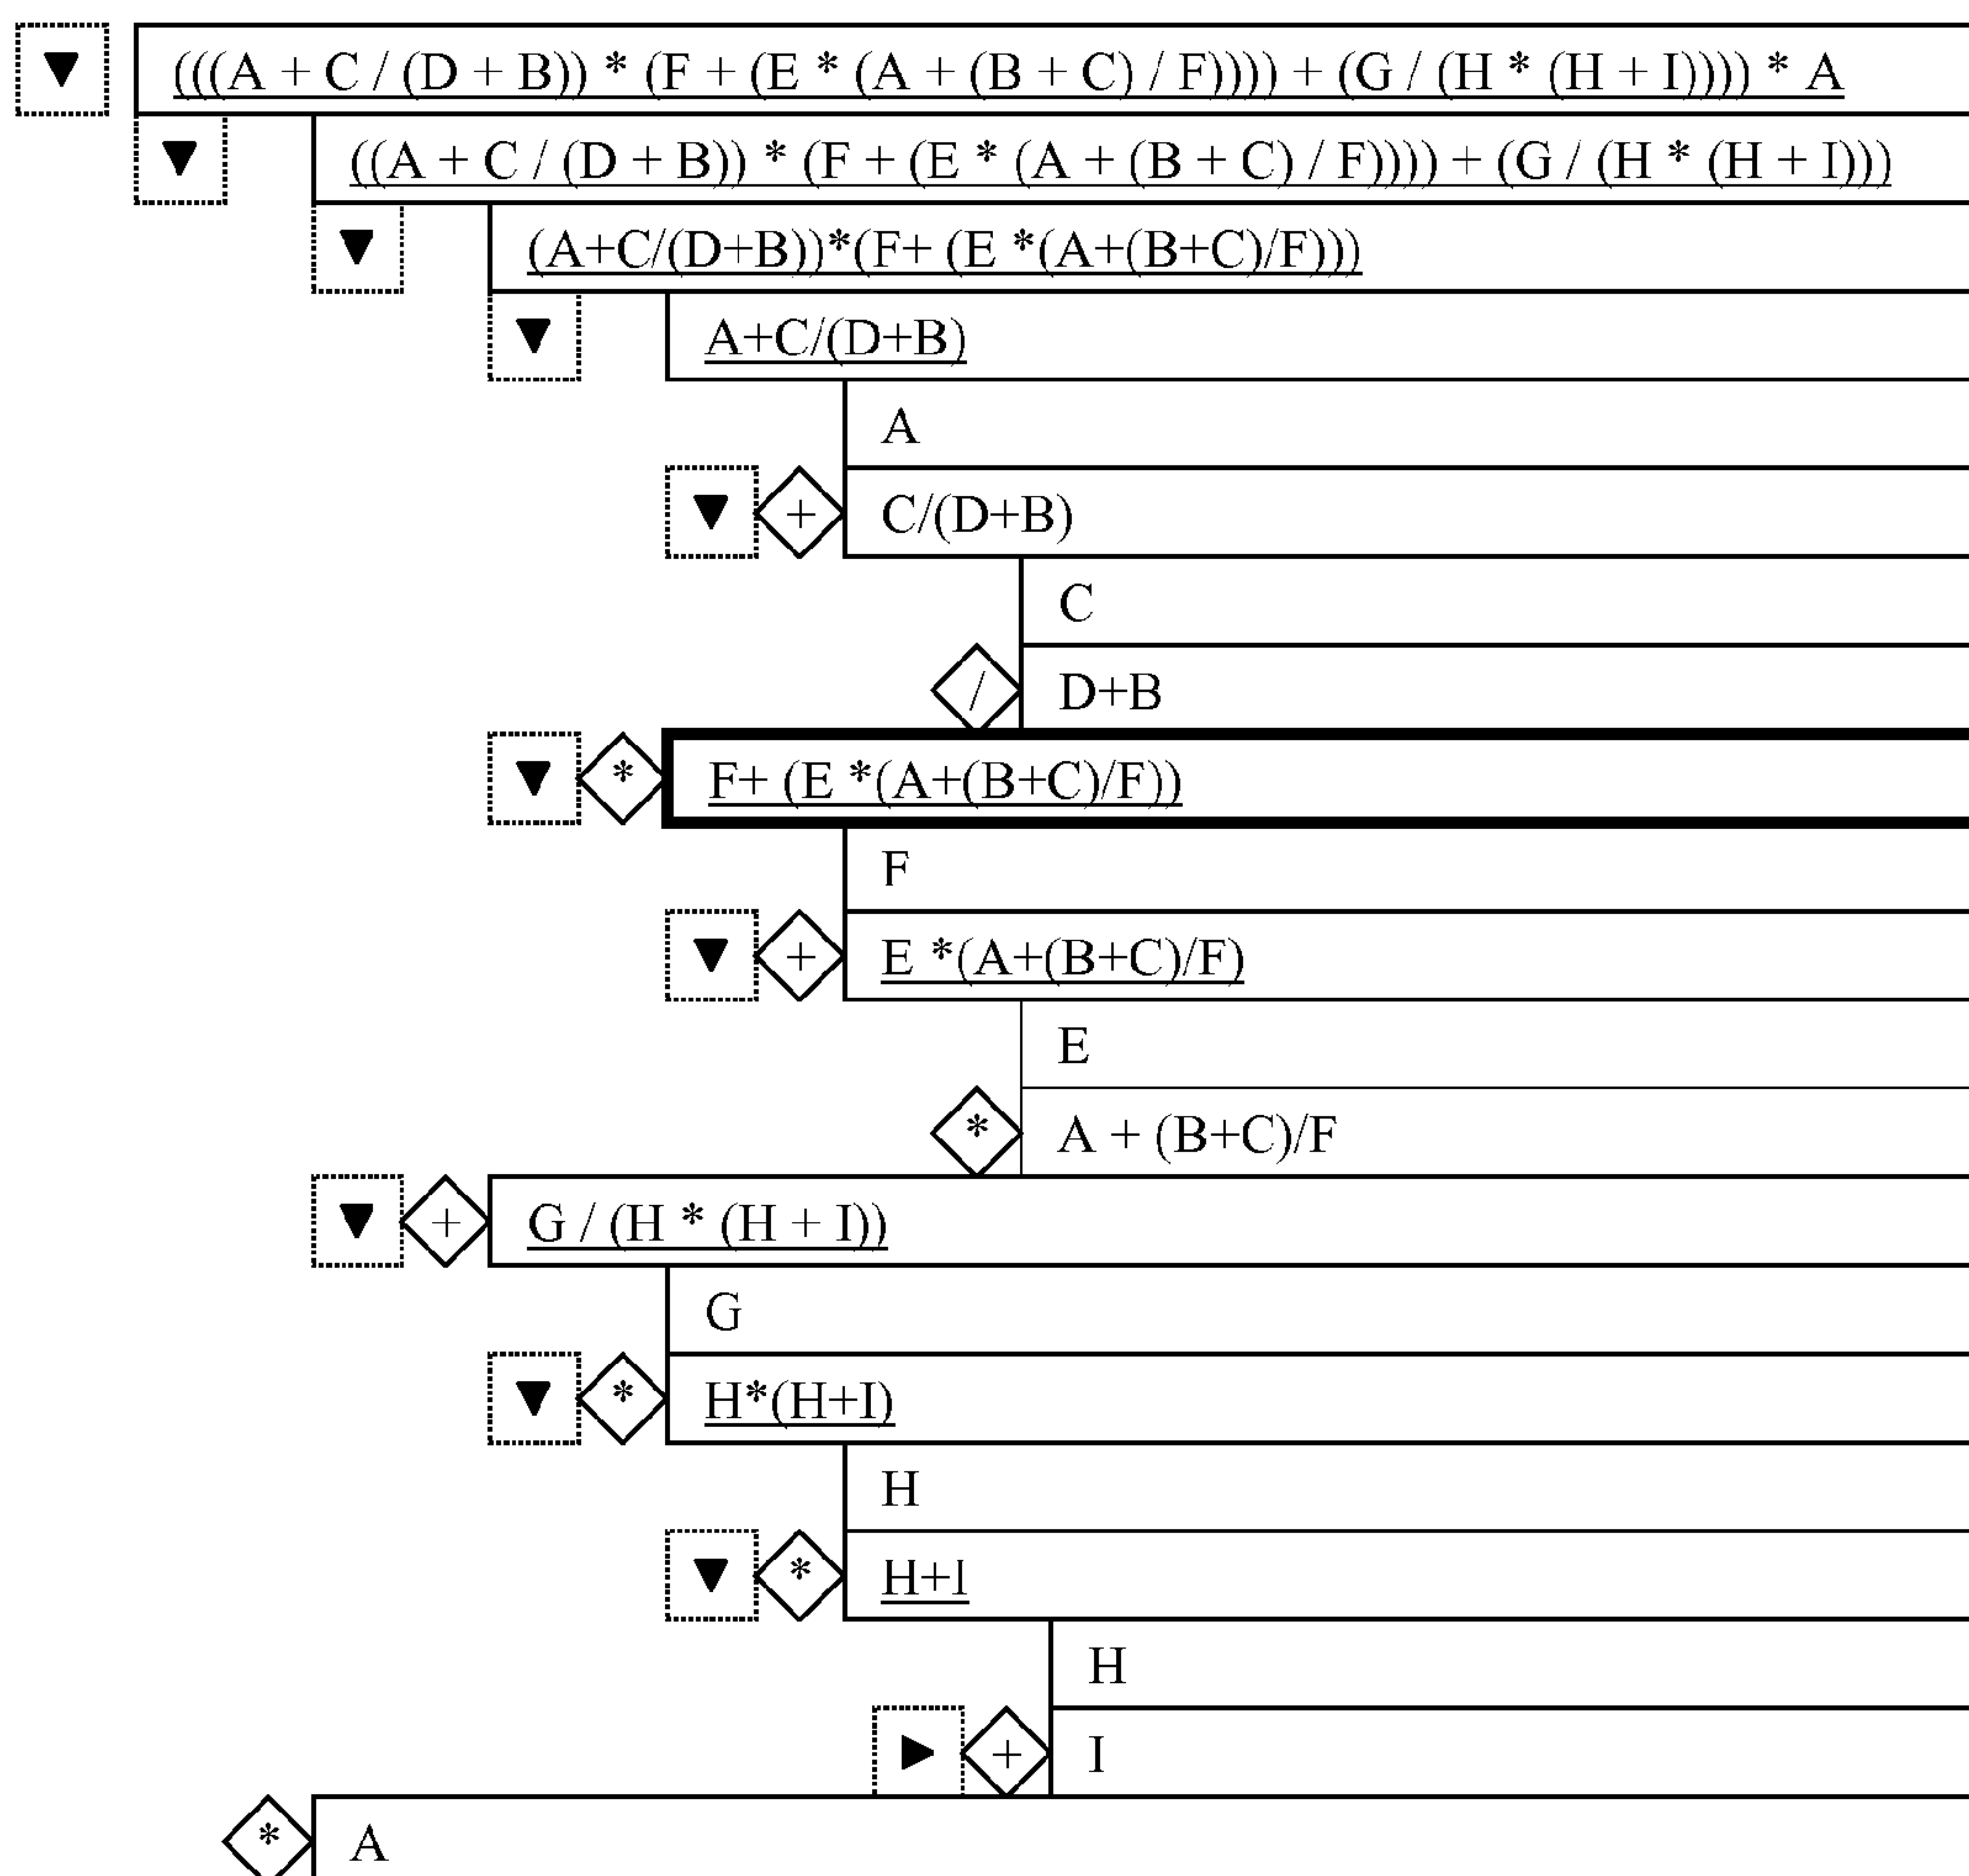 (((A + C / (D + B)) * (F + (E * (A + (B + C) / F)))) + (G / (H * (H + I)))) * A
((A + C / (D + B)) * (F + (E * (A + (B + C) / F)))) + (G / (H * (H + I)))
(A+C/(D+B))*(F+ (E *(A+(B+C)/F)))
A+C/(D+B)
A
+ C/(D+B)
C
/ D+B
* F+ (E *(A+(B+C)/F))
F
+ E *(A+(B+C)/F)
E
* A + (B+C)/F
+ G / (H * (H + I))
G
* H*(H+I)
H
* H+I
H
+ I
* A